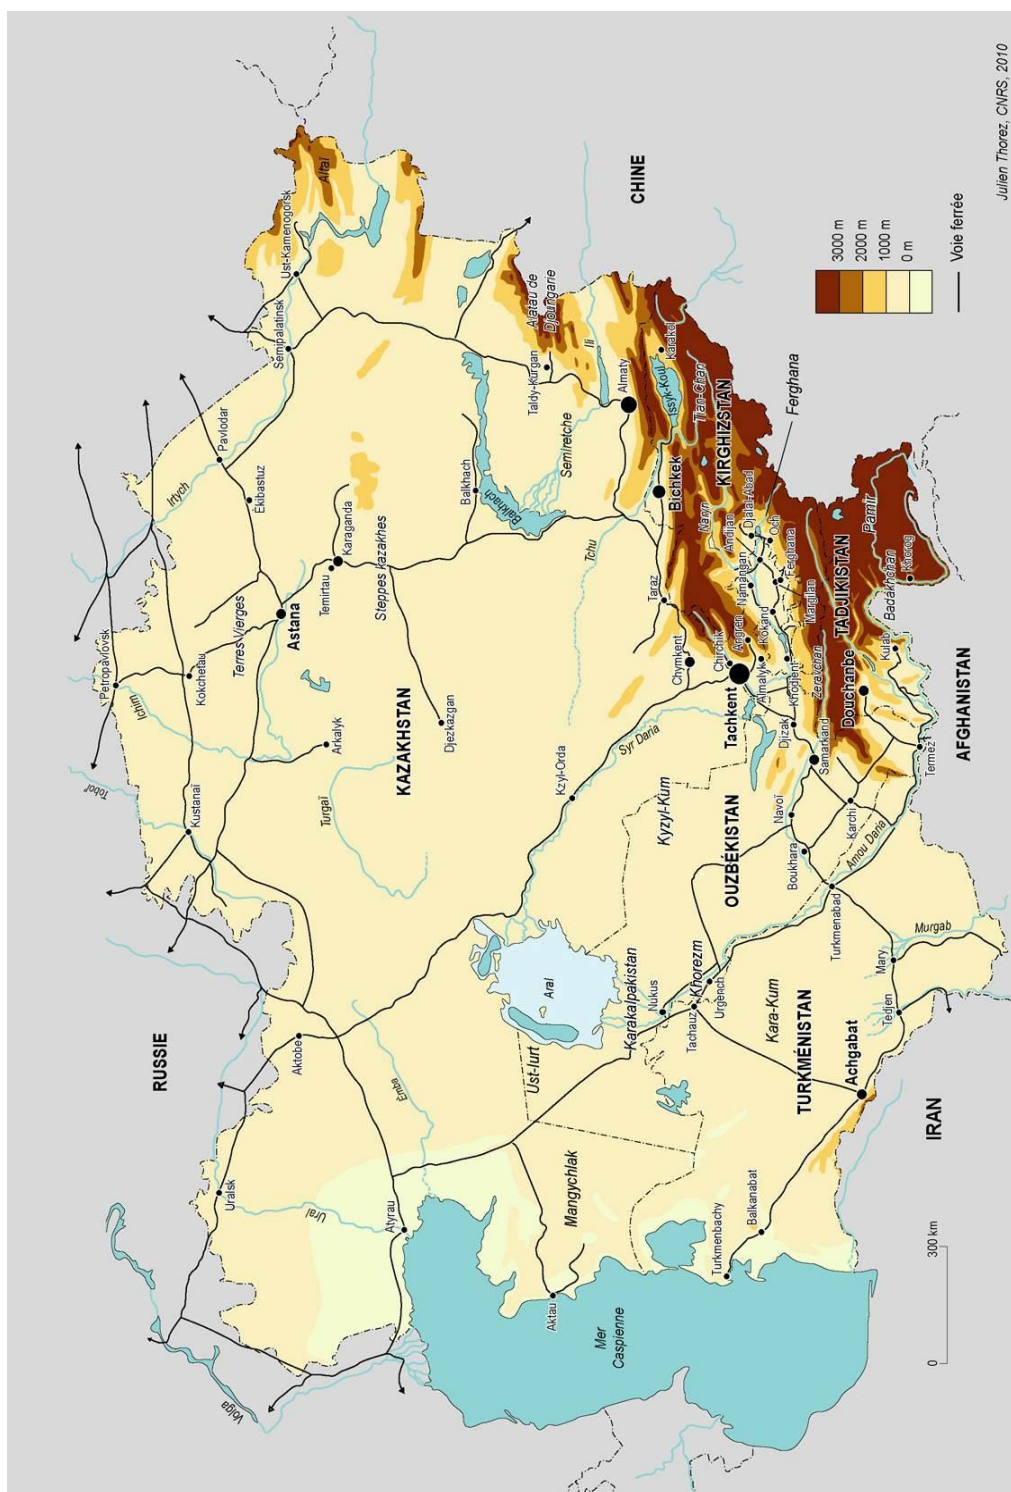 RUSSIE
Volga
Ural
Uralsk
Aktobe
Atyrau
Emba
Tobol
Kustanaï
Ichim
Petropavlovsk
Kokchetau
Terres Vierges
Astana
Arkalyk
Turgaï
KAZAKHSTAN
Djezkazgan
Steppes kazakhes
Temirtau
Karaganda
Irtych
Pavlodar
Ékibastuz
Semipalatinsk
Ust-Kamenogorsk
Altaï
CHINE
Balkhach
Balkhach
Taldy-Kurgan
Alatau de
Djoungarie
Ili
Semiretche
Almaty
Tchu
Taraz
Bichkek
Issyk-Koul
Karakol
Tian-Chan
KIRGHIZSTAN
Naryn
Mer
Caspienne
Aktau
Mangychlak
Ust-Iurt
Aral
Karakalpakistan
Nukus
Khorezm
Tachauz
Urgench
Kzyl-Orda
Syr Daria
Kyzyl-Kum
OUZBÉKISTAN
Chymkent
Chirchik
Tachkent
Angren
Almalyk
Kokand
Khodjent
Namangan
Andijan
Djalal-Abad
Och
Ferghana
Margilan
Ferghana
Djizak
Samarkand
Zeravchan
Navoï
Boukhara
Karchi
Amou Daria
Termez
Douchanbe
TADJIKISTAN
Kulab
Badakhchan
Khorog
Pamir
AFGHANISTAN
Turkmenbachy
Balkanabat
TURKMÉNISTAN
Kara-Kum
Achgabat
Tedjen
Mary
Murgab
Turkmenabad
IRAN
0
300 km
3000 m
2000 m
1000 m
0 m
Voie ferrée
Julien Thorez, CNRS, 2010